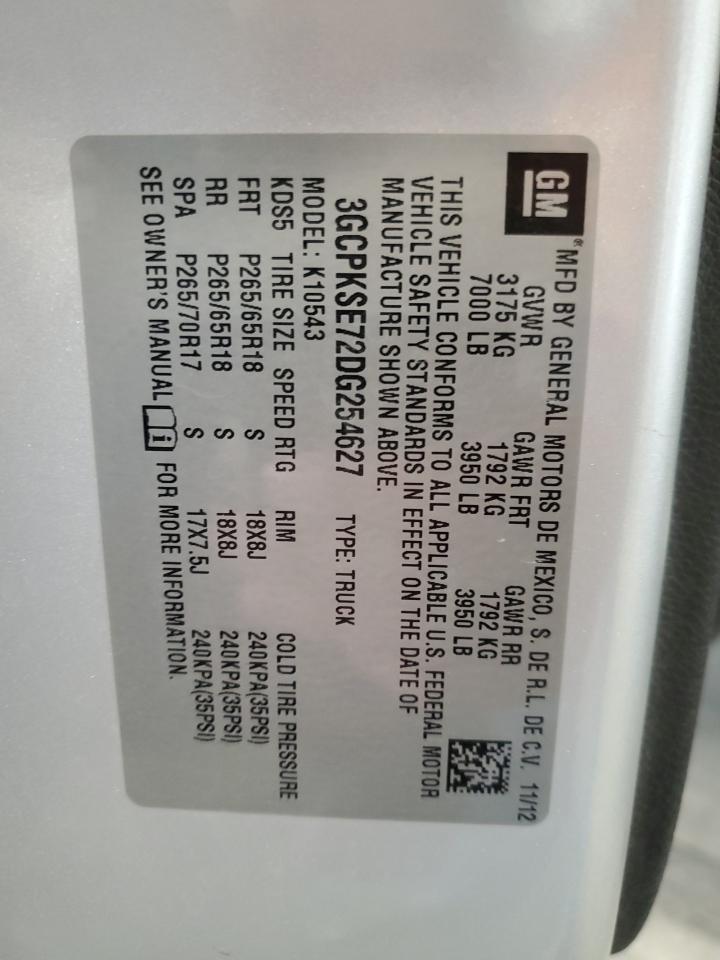 GM® MFD BY GENERAL MOTORS DE MEXICO, S. DE R.L. DE C.V. 11/12
GVWR GAWR FRT GAWR RR
3175 KG 1792 KG 1792 KG
7000 LB 3950 LB 3950 LB
THIS VEHICLE CONFORMS TO ALL APPLICABLE U.S. FEDERAL MOTOR
VEHICLE SAFETY STANDARDS IN EFFECT ON THE DATE OF
MANUFACTURE SHOWN ABOVE.
3GCPKSE72DG254627 TYPE: TRUCK
MODEL: K10543
KDS5 TIRE SIZE SPEED RTG RIM COLD TIRE PRESSURE
FRT P265/65R18 S 18X8J 240KPA(35PSI)
RR P265/65R18 S 18X8J 240KPA(35PSI)
SPA P265/70R17 S 17X7.5J 240KPA(35PSI)
SEE OWNER'S MANUAL i FOR MORE INFORMATION.